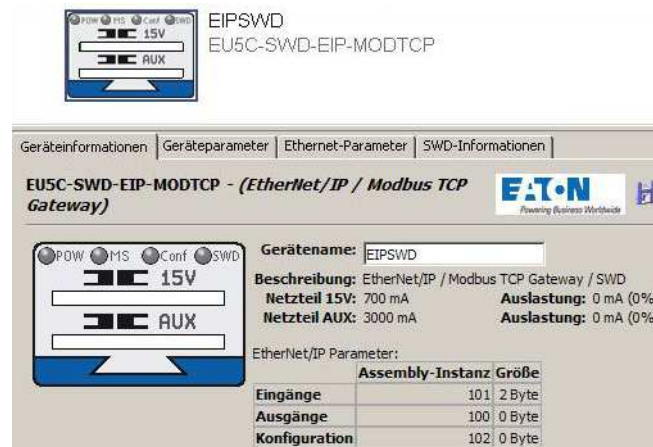 POW MS Conf SWD
15V
AUX
EIPSWD
EU5C-SWD-EIP-MODTCP
Geräteinformationen Geräteparameter Ethernet-Parameter SWD-Informationen
EU5C-SWD-EIP-MODTCP - (EtherNet/IP / Modbus TCP Gateway)
EATON
Powering Business Worldwide
POW MS Conf SWD
15V
AUX
Gerätename: EIPSWD
Beschreibung: EtherNet/IP / Modbus TCP Gateway / SWD
Netzteil 15V: 700 mA Auslastung: 0 mA (0%
Netzteil AUX: 3000 mA Auslastung: 0 mA (0%
EtherNet/IP Parameter:
Assembly-Instanz Größe
Eingänge 101 2 Byte
Ausgänge 100 0 Byte
Konfiguration 102 0 Byte